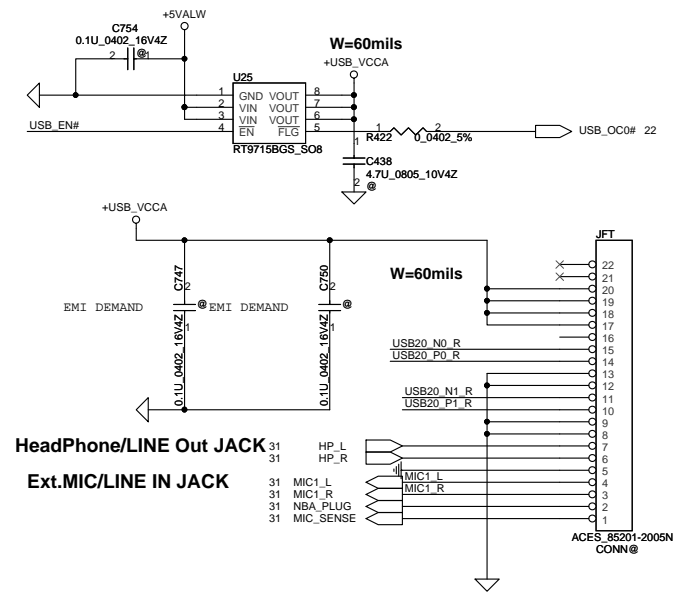 +5VALW
C754
0.1U_0402_16V4Z
2 1
@
W=60mils
+USB_VCCA
U25
1 GND VOUT 8
2 VIN VOUT 7
3 VIN VOUT 6
4 EN FLG 5
RT9715BGS_SO8
USB_EN#
1 2
R422 0_0402_5%
USB_OC0# 22
1
C438
4.7U_0805_10V4Z
2
@
+USB_VCCA
C747
2
@
1
0.1U_0402_16V4Z
EMI DEMAND
C750
2
@
1
0.1U_0402_16V4Z
EMI DEMAND
W=60mils
JFT
22
21
20
19
18
17
16
USB20_N0_R 15
USB20_P0_R 14
13
12
USB20_N1_R 11
USB20_P1_R 10
9
8
HeadPhone/LINE Out JACK
31 HP_L 7
31 HP_R 6
5
Ext.MIC/LINE IN JACK
31 MIC1_L MIC1_L 4
31 MIC1_R MIC1_R 3
31 NBA_PLUG 2
31 MIC_SENSE 1
ACES_85201-2005N
CONN@